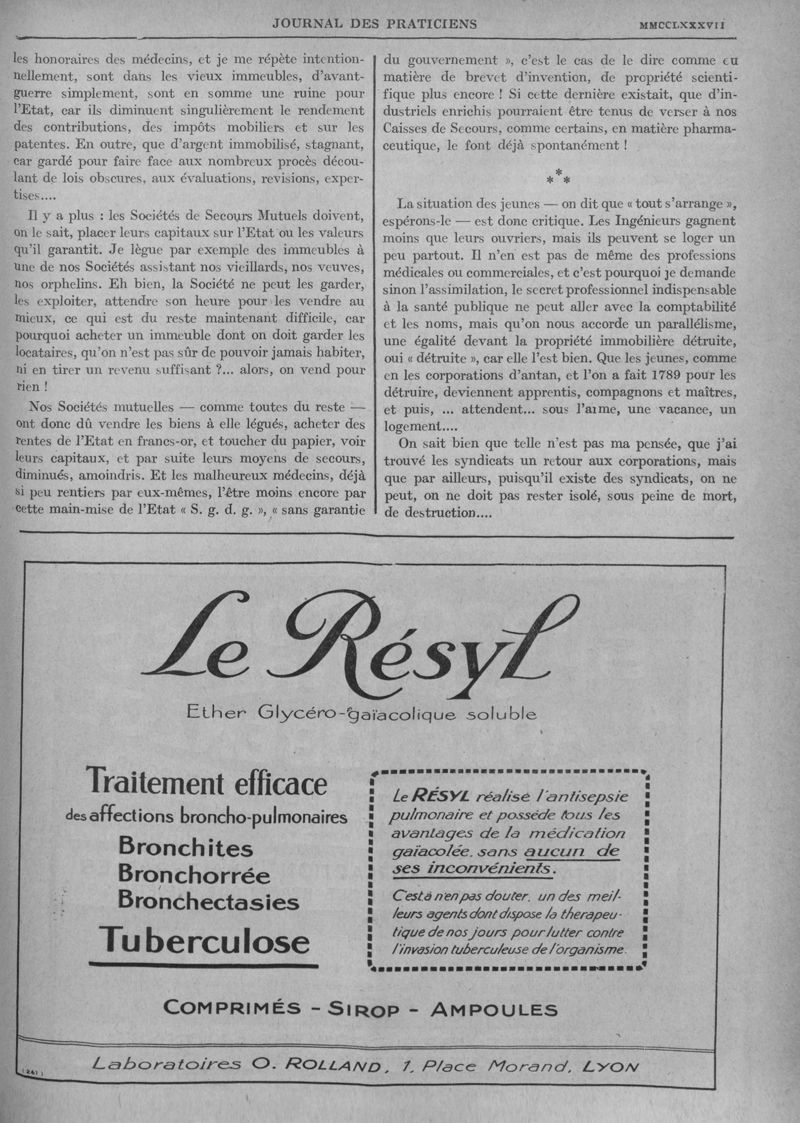 JOURNAL DES PRATICIENS MMCCLXXXVII
les honoraires des médecins, et je me répète intention-
nellement, sont dans les vieux immeubles, d'avant-
guerre simplement, sont en somme une ruine pour
l'Etat, car ils diminuent singulièrement le rendement
des contributions, des impôts mobiliers et sur les
patentes. En outre, que d'argent immobilisé, stagnant,
car gardé pour faire face aux nombreux procès décou-
lant de lois obscures, aux évaluations, revisions, exper-
tises....
Il y a plus : les Sociétés de Secours Mutuels doivent,
on le sait, placer leurs capitaux sur l'Etat ou les valeurs
qu'il garantit. Je lègue par exemple des immeubles à
une de nos Sociétés assistant nos vieillards, nos veuves,
nos orphelins. Eh bien, la Société ne peut les garder,
les exploiter, attendre son heure pour les vendre au
mieux, ce qui est du reste maintenant difficile, car
pourquoi acheter un immeuble dont on doit garder les
locataires, qu'on n'est pas sûr de pouvoir jamais habiter,
ni en tirer un revenu suffisant ?... alors, on vend pour
rien !
Nos Sociétés mutuelles — comme toutes du reste —
ont donc dû vendre les biens à elle légués, acheter des
rentes de l'Etat en francs-or, et toucher du papier, voir
leurs capitaux, et par suite leurs moyens de secours,
diminués, amoindris. Et les malheureux médecins, déjà
si peu rentiers par eux-mêmes, l'être moins encore par
cette main-mise de l'Etat « S. g. d. g. », « sans garantie
du gouvernement », c'est le cas de le dire comme en
matière de brevet d'invention, de propriété scienti-
fique plus encore ! Si cette dernière existait, que d'in-
dustriels enrichis pourraient être tenus de verser à nos
Caisses de Secours, comme certains, en matière pharma-
ceutique, le font déjà spontanément !
* * *
La situation des jeunes — on dit que « tout s'arrange »,
espérons-le — est donc critique. Les Ingénieurs gagnent
moins que leurs ouvriers, mais ils peuvent se loger un
peu partout. Il n'en est pas de même des professions
médicales ou commerciales, et c'est pourquoi je demande
sinon l'assimilation, le secret professionnel indispensable
à la santé publique ne peut aller avec la comptabilité
et les noms, mais qu'on nous accorde un parallélisme,
une égalité devant la propriété immobilière détruite,
oui « détruite », car elle l'est bien. Que les jeunes, comme
en les corporations d'antan, et l'on a fait 1789 pour les
détruire, deviennent apprentis, compagnons et maîtres,
et puis, ... attendent... sous l'aime, une vacance, un
logement....
On sait bien que telle n'est pas ma pensée, que j'ai
trouvé les syndicats un retour aux corporations, mais
que par ailleurs, puisqu'il existe des syndicats, on ne
peut, on ne doit pas rester isolé, sous peine de mort,
de destruction....
Le Résyl
Ether Glycéro-gaïacolique soluble
Traitement efficace
des affections broncho-pulmonaires
Bronchites
Bronchorrée
Bronchectasies
Tuberculose
Le RÉSYL réalise l'antisepsie
pulmonaire et possède tous les
avantages de la médication
gaïacolée, sans aucun de
ses inconvénients.
C'est à n'en pas douter, un des meil-
leurs agents dont dispose la therapeu-
tique de nos jours pour lutter contre
l'invasion tuberculeuse de l'organisme.
COMPRIMÉS - SIROP - AMPOULES
Laboratoires O. ROLLAND, 1, Place Morand, LYON
(241)